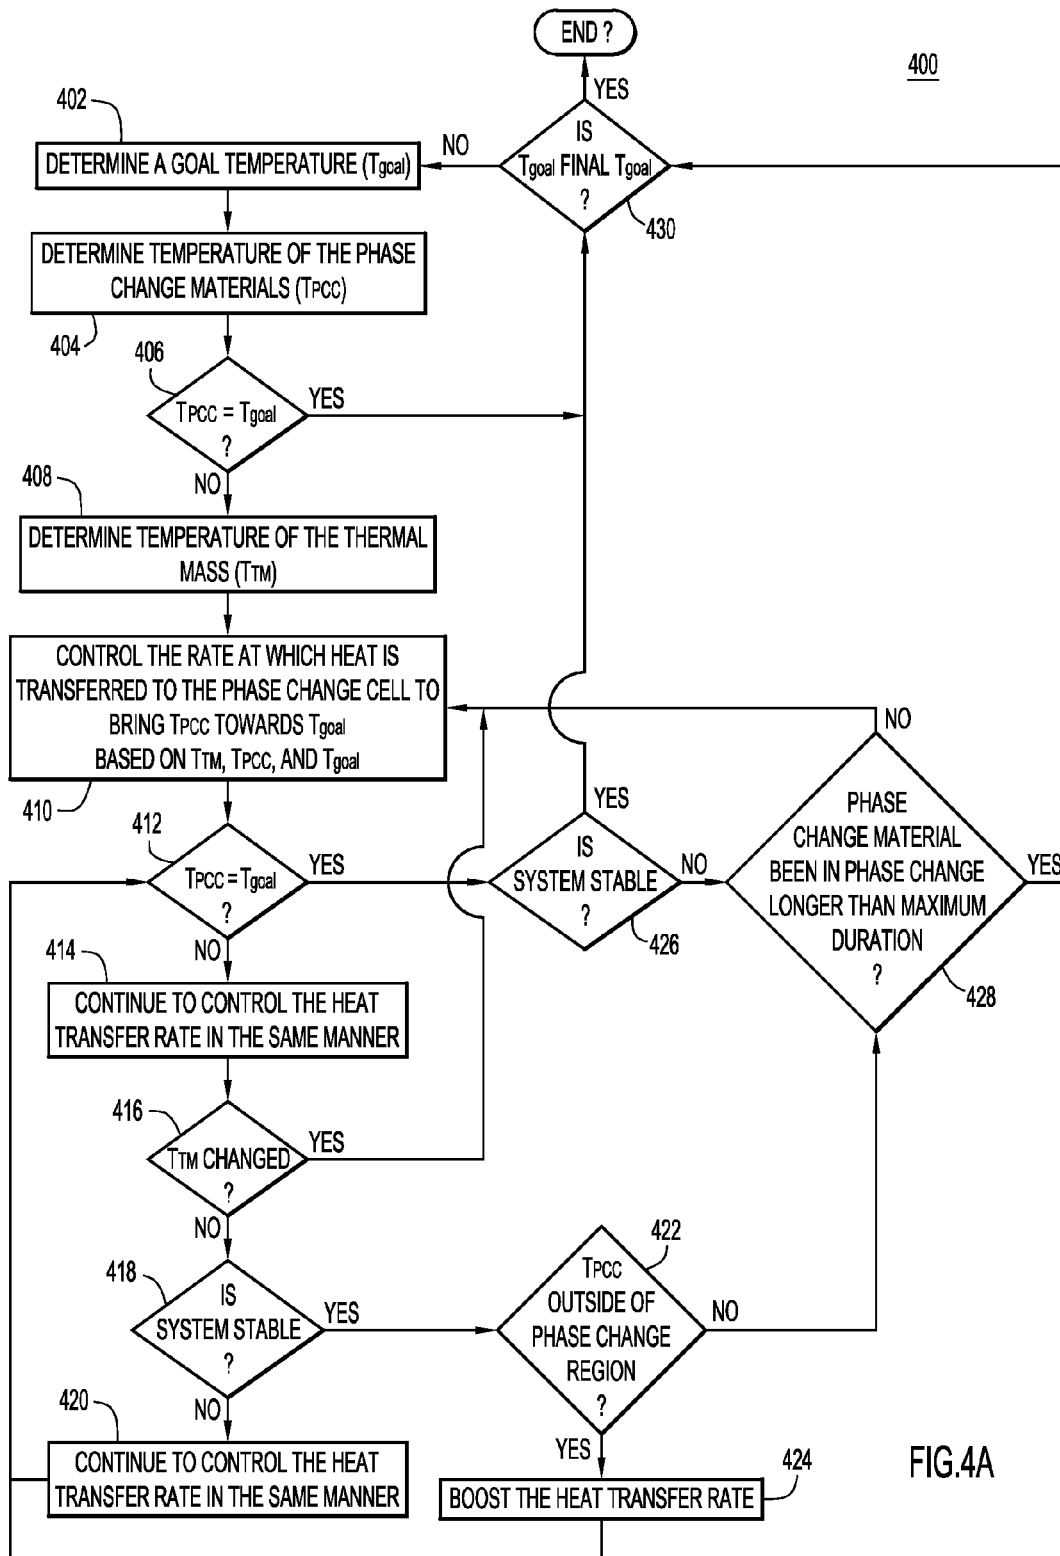 END ?
400
YES
402
IS
Tgoal FINAL Tgoal
?
NO
430
DETERMINE A GOAL TEMPERATURE (Tgoal)
DETERMINE TEMPERATURE OF THE PHASE
CHANGE MATERIALS (TPCC)
404
406
TPCC = Tgoal
?
YES
NO
408
DETERMINE TEMPERATURE OF THE THERMAL
MASS (TTM)
CONTROL THE RATE AT WHICH HEAT IS
TRANSFERRED TO THE PHASE CHANGE CELL TO
BRING TPCC TOWARDS Tgoal
BASED ON TTM, TPCC, AND Tgoal
410
412
TPCC = Tgoal
?
YES
NO
YES
IS
SYSTEM STABLE
?
NO
426
NO
PHASE
CHANGE MATERIAL
BEEN IN PHASE CHANGE
LONGER THAN MAXIMUM
DURATION
?
YES
428
414
CONTINUE TO CONTROL THE HEAT
TRANSFER RATE IN THE SAME MANNER
416
TTM CHANGED
?
YES
NO
418
IS
SYSTEM STABLE
?
YES
NO
422
TPCC
OUTSIDE OF
PHASE CHANGE
REGION
?
NO
YES
420
CONTINUE TO CONTROL THE HEAT
TRANSFER RATE IN THE SAME MANNER
424
BOOST THE HEAT TRANSFER RATE
FIG.4A